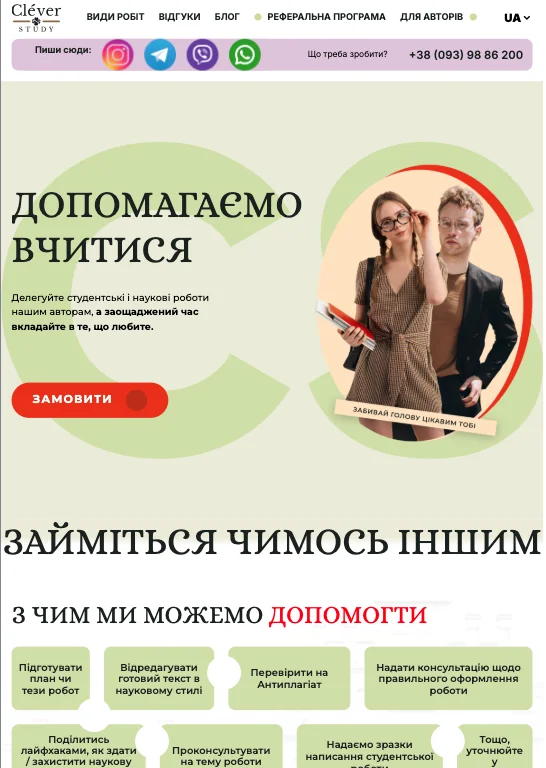 Cléver
STUDY
ВИДИ РОБІТ ВІДГУКИ БЛОГ РЕФЕРАЛЬНА ПРОГРАМА ДЛЯ АВТОРІВ UA
Пиши сюди: Що треба зробити? +38 (093) 98 86 200
ДОПОМАГАЄМО
ВЧИТИСЯ
Делегуйте студентські і наукові роботи
нашим авторам, а заощаджений час
вкладайте в те, що любите.
ЗАМОВИТИ
ЗАБИВАЙ ГОЛОВУ ЦІКАВИМ ТОБІ
CS
ЗАЙМІТЬСЯ ЧИМОСЬ ІНШИМ
З ЧИМ МИ МОЖЕМО ДОПОМОГТИ
Підготувати
план чи
тези робот
Відредагувати
готовий текст в
науковому стилі
Перевірити на
Антиплагіат
Надати консультацію щодо
правильного оформлення
роботи
Поділитись
лайфхаками, як здати
/ захистити наукову
Проконсультувати
на тему роботи
Надаємо зразки
написання студентської
роботи
Тощо,
уточнюйте
у